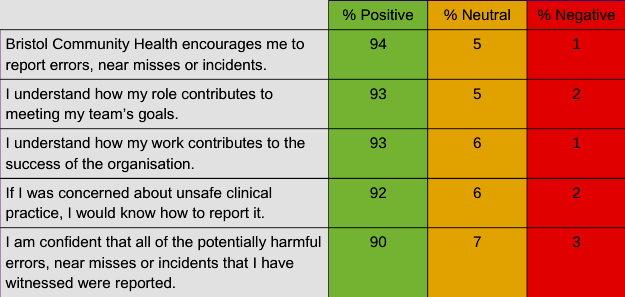 % Positive % Neutral % Negative
Bristol Community Health encourages me to 94 5 1
report errors, near misses or incidents.
I understand how my role contributes to 93 5 2
meeting my team's goals.
I understand how my work contributes to the 93 6 1
success of the organisation.
If I was concerned about unsafe clinical 92 6 2
practice, I would know how to report it.
I am confident that all of the potentially harmful 90 7 3
errors, near misses or incidents that I have
witnessed were reported.